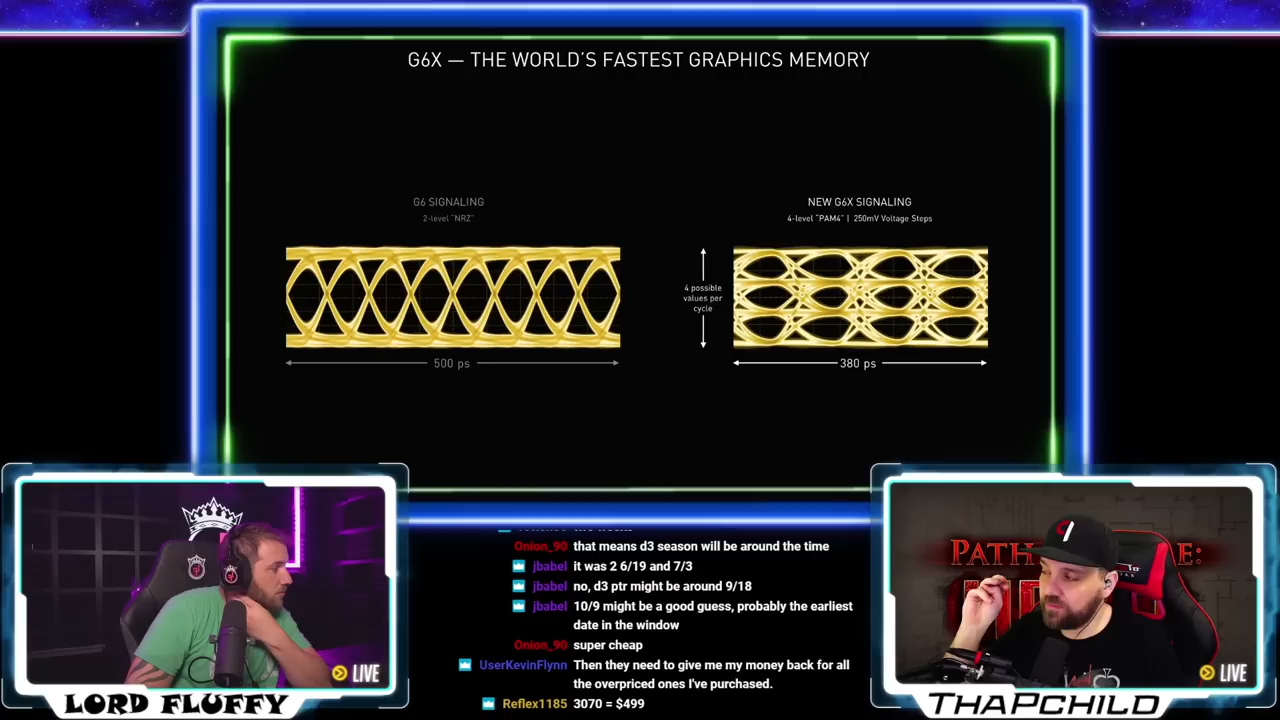 G6X — THE WORLD'S FASTEST GRAPHICS MEMORY
G6 SIGNALING
2-level "NRZ"
500 ps
NEW G6X SIGNALING
4-level "PAM4" | 250mV Voltage Steps
4 possible
values per
cycle
380 ps
Onion_90 that means d3 season will be around the time
jbabel it was 2 6/19 and 7/3
jbabel no, d3 ptr might be around 9/18
jbabel 10/9 might be a good guess, probably the earliest
date in the window
Onion_90 super cheap
UserKevinFlynn Then they need to give me my money back for all
the overpriced ones I've purchased.
Reflex1185 3070 = $499
LIVE
LORD FLUFFY
PATH
E:
LIVE
THAPCHILD